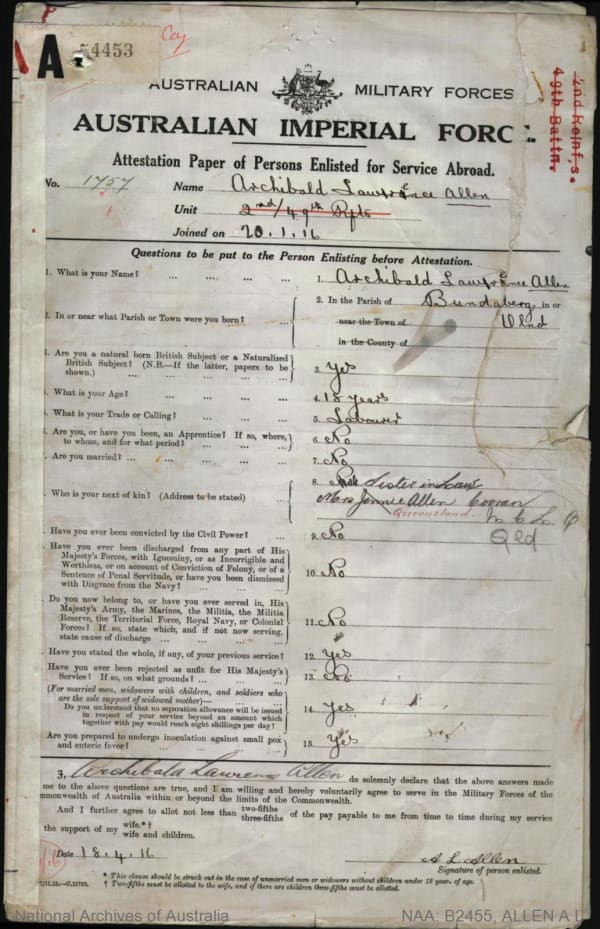 A 54453
AUSTRALIAN MILITARY FORCES
AUSTRALIAN IMPERIAL FORCE.
2nd Reinf,s. 49th Battn.
Attestation Paper of Persons Enlisted for Service Abroad.
No. 1757 Name Archibald Lawrence Allen
Unit 2nd/49th Rfts
Joined on 20.1.16
Questions to be put to the Person Enlisting before Attestation.
1. What is your Name? ... ... ... ... 1. Archibald Lawrence Allen
2. In or near what Parish or Town were you born? ... 2. In the Parish of Bundaberg in or
near the Town of Qlnd
in the County of
3. Are you a natural born British Subject or a Naturalized
British Subject? (N.B.—If the latter, papers to be
shown.) ... ... ... 3. Yes
. What is your Age? ... ... ... ... 4. 18 years
. What is your Trade or Calling? ... ... ... 5. Labourer
. Are you, or have you been, an Apprentice? If so, where,
to whom, and for what period? ... ... ... 6. No
. Are you married? ... ... ... ... 7. No
. Who is your next of kin? (Address to be stated) ... 8. Sister in Law
Mrs Jennie Allen Cooran
Queensland. N. C. L. Qld
. Have you ever been convicted by the Civil Power? ... 9. No
. Have you ever been discharged from any part of His
Majesty's Forces, with Ignominy, or as Incorrigible and
Worthless, or on account of Conviction of Felony, or of a
Sentence of Penal Servitude, or have you been dismissed
with Disgrace from the Navy? ... ... ... 10. No
. Do you now belong to, or have you ever served in, His
Majesty's Army, the Marines, the Militia, the Militia
Reserve, the Territorial Force, Royal Navy, or Colonial
Forces? If so, state which, and if not now serving,
state cause of discharge ... ... ... ... 11. No
. Have you stated the whole, if any, of your previous service? 12. Yes
. Have you ever been rejected as unfit for His Majesty's
Service? If so, on what grounds? ... ... ... 13. No
(For married men, widowers with children, and soldiers who
are the sole support of widowed mother)—
Do you understand that no separation allowance will be issued
in respect of your service beyond an amount which
together with pay would reach eight shillings per day? 14. Yes
. Are you prepared to undergo inoculation against small pox
and enteric fever? ... ... ... ... 15. Yes
I, Archibald Lawrence Allen do solemnly declare that the above answers made
me to the above questions are true, and I am willing and hereby voluntarily agree to serve in the Military Forces of the
mmonwealth of Australia within or beyond the limits of the Commonwealth.
And I further agree to allot not less than two-fifths three-fifths of the pay payable to me from time to time during my service
the support of my wife.*† wife and children.
Date 18.4.16
A L Allen
Signature of person enlisted.
* This clause should be struck out in the case of unmarried men or widowers without children under 18 year. of age.
† Two-fifths must be allotted to the wife, and if there are children three-fifths must be allotted.
National Archives of Australia NAA: B2455, ALLEN A L